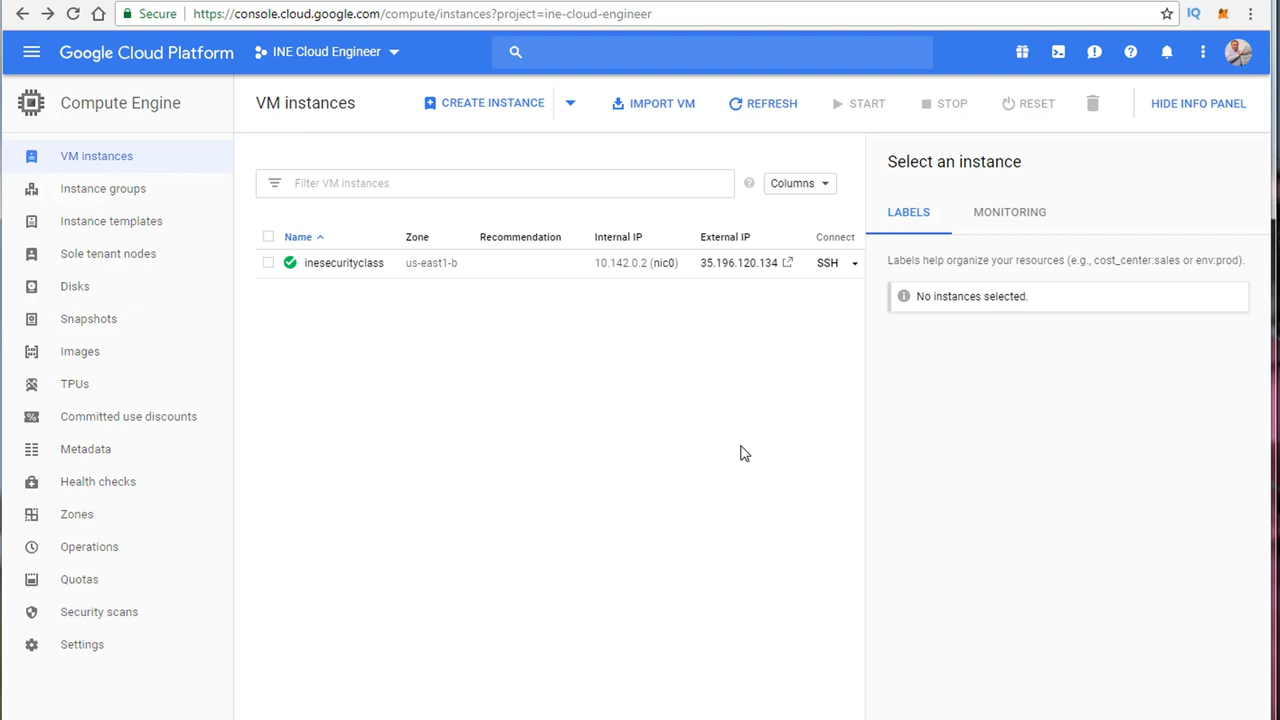 Secure https://console.cloud.google.com/compute/instances?project=ine-cloud-engineer
IQ
Google Cloud Platform INE Cloud Engineer
Compute Engine
VM instances
Instance groups
Instance templates
Sole tenant nodes
Disks
Snapshots
Images
TPUs
Committed use discounts
Metadata
Health checks
Zones
Operations
Quotas
Security scans
Settings
VM instances CREATE INSTANCE IMPORT VM REFRESH START STOP RESET HIDE INFO PANEL
Filter VM instances Columns
Name Zone Recommendation Internal IP External IP Connect
inesecurityclass us-east1-b 10.142.0.2 (nic0) 35.196.120.134 SSH
Select an instance
LABELS MONITORING
Labels help organize your resources (e.g., cost_center:sales or env:prod).
No instances selected.